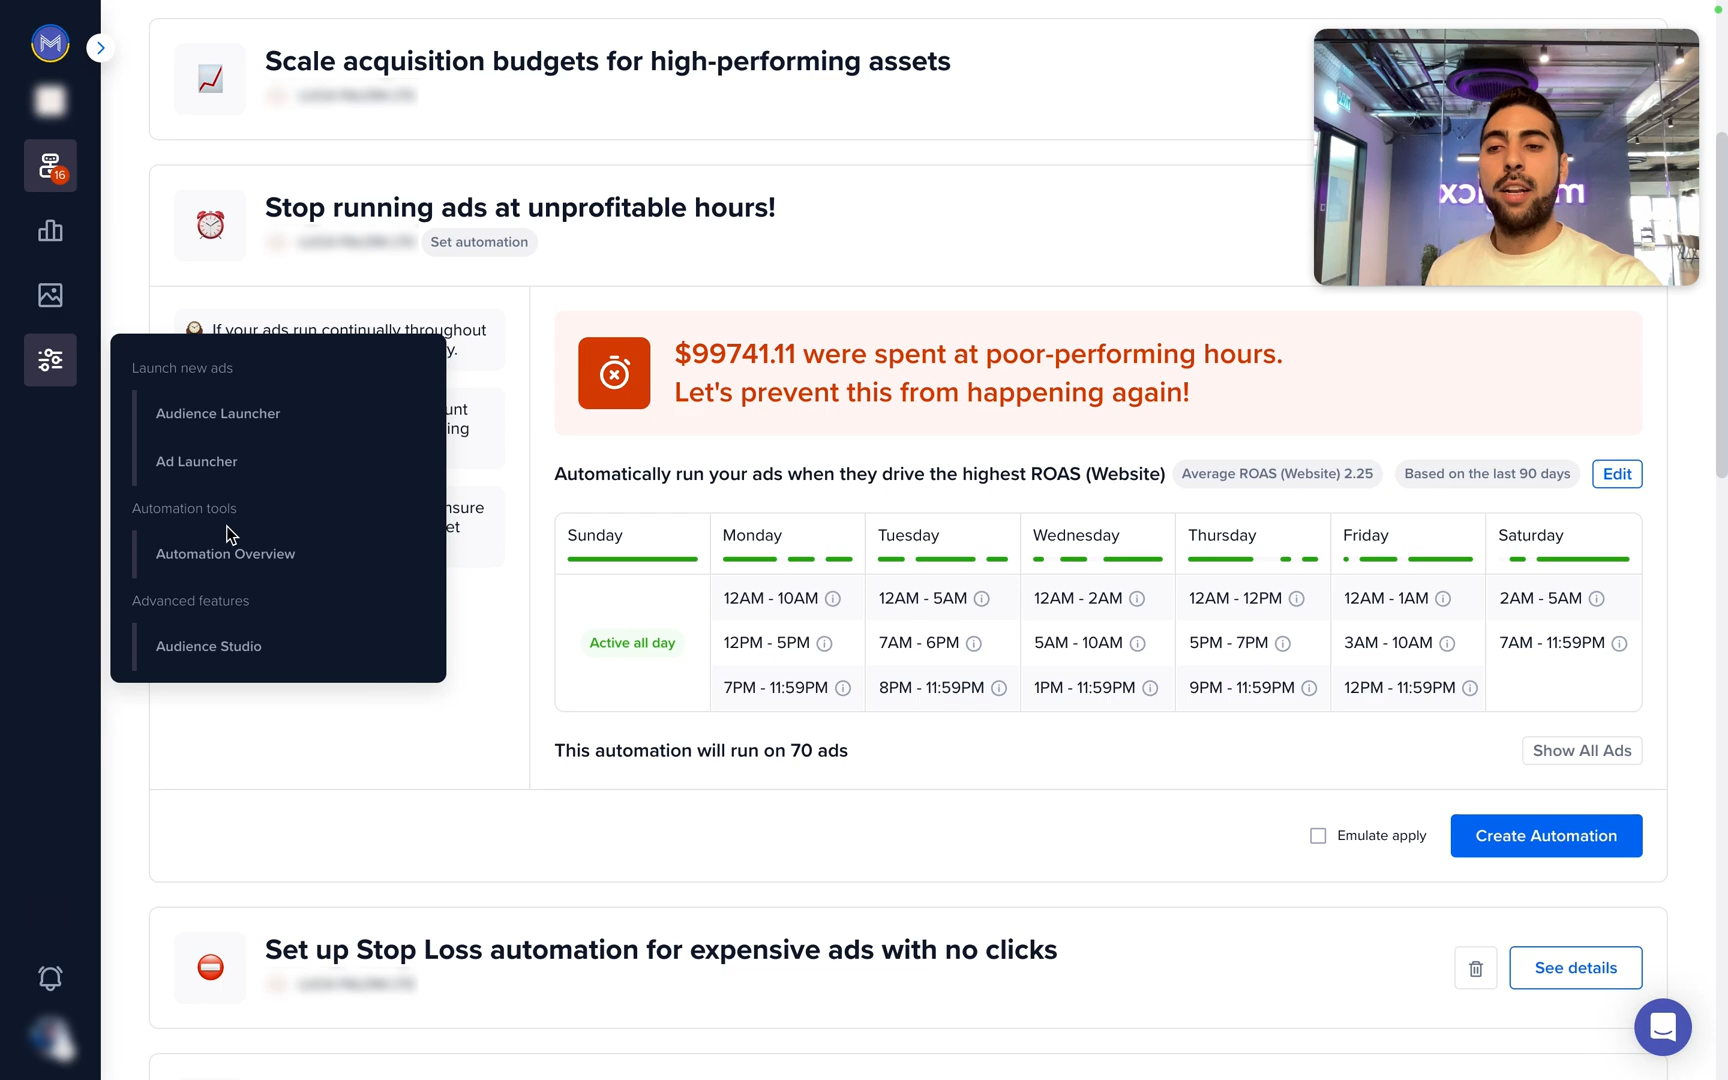 Scale acquisition budgets for high-performing assets
16
Stop running ads at unprofitable hours!
Set automation
If your ads run continually throughout
y.
unt
ing
nsure
et
Launch new ads
Audience Launcher
Ad Launcher
Automation tools
Automation Overview
Advanced features
Audience Studio
$99741.11 were spent at poor-performing hours.
Let's prevent this from happening again!
Automatically run your ads when they drive the highest ROAS (Website) Average ROAS (Website) 2.25 Based on the last 90 days Edit
Sunday Monday Tuesday Wednesday Thursday Friday Saturday
12AM - 10AM 12AM - 5AM 12AM - 2AM 12AM - 12PM 12AM - 1AM 2AM - 5AM
Active all day 12PM - 5PM 7AM - 6PM 5AM - 10AM 5PM - 7PM 3AM - 10AM 7AM - 11:59PM
7PM - 11:59PM 8PM - 11:59PM 1PM - 11:59PM 9PM - 11:59PM 12PM - 11:59PM
This automation will run on 70 ads Show All Ads
Emulate apply Create Automation
Set up Stop Loss automation for expensive ads with no clicks
See details